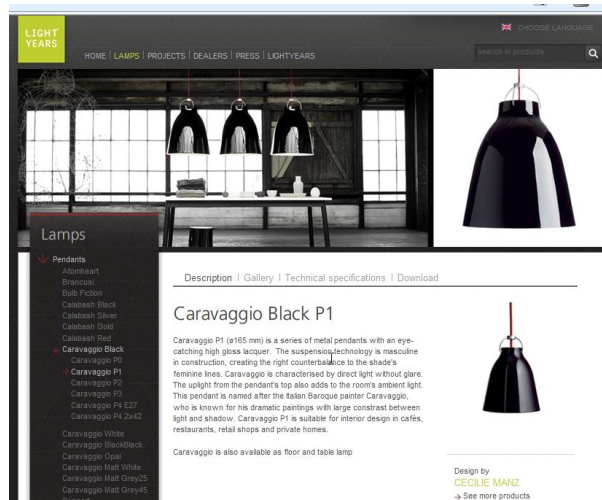 LIGHT
YEARS
CHOOSE LANGUAGE
HOME | LAMPS | PROJECTS | DEALERS | PRESS | LIGHTYEARS
search in products
Lamps
Pendants
Atomheart
Brancusi
Bulb Fiction
Calabash Black
Calabash Silver
Calabash Gold
Calabash Red
Caravaggio Black
Caravaggio P0
Caravaggio P1
Caravaggio P2
Caravaggio P3
Caravaggio P4 E27
Caravaggio P4 2x42
Caravaggio White
Caravaggio BlackBlack
Caravaggio Opal
Caravaggio Matt White
Caravaggio Matt Grey25
Caravaggio Matt Grey45
Description | Gallery | Technical specifications | Download
Caravaggio Black P1
Caravaggio P1 (ø165 mm) is a series of metal pendants with an eye-
catching high gloss lacquer. The suspension technology is masculine
in construction, creating the right counterbalance to the shade's
feminine lines. Caravaggio is characterised by direct light without glare.
The uplight from the pendant's top also adds to the room's ambient light.
This pendant is named after the Italian Baroque painter Caravaggio,
who is known for his dramatic paintings with large constrast between
light and shadow. Caravaggio P1 is suitable for interior design in cafés,
restaurants, retail shops and private homes.
Caravaggio is also available as floor and table lamp
Design by
CECILIE MANZ
See more products